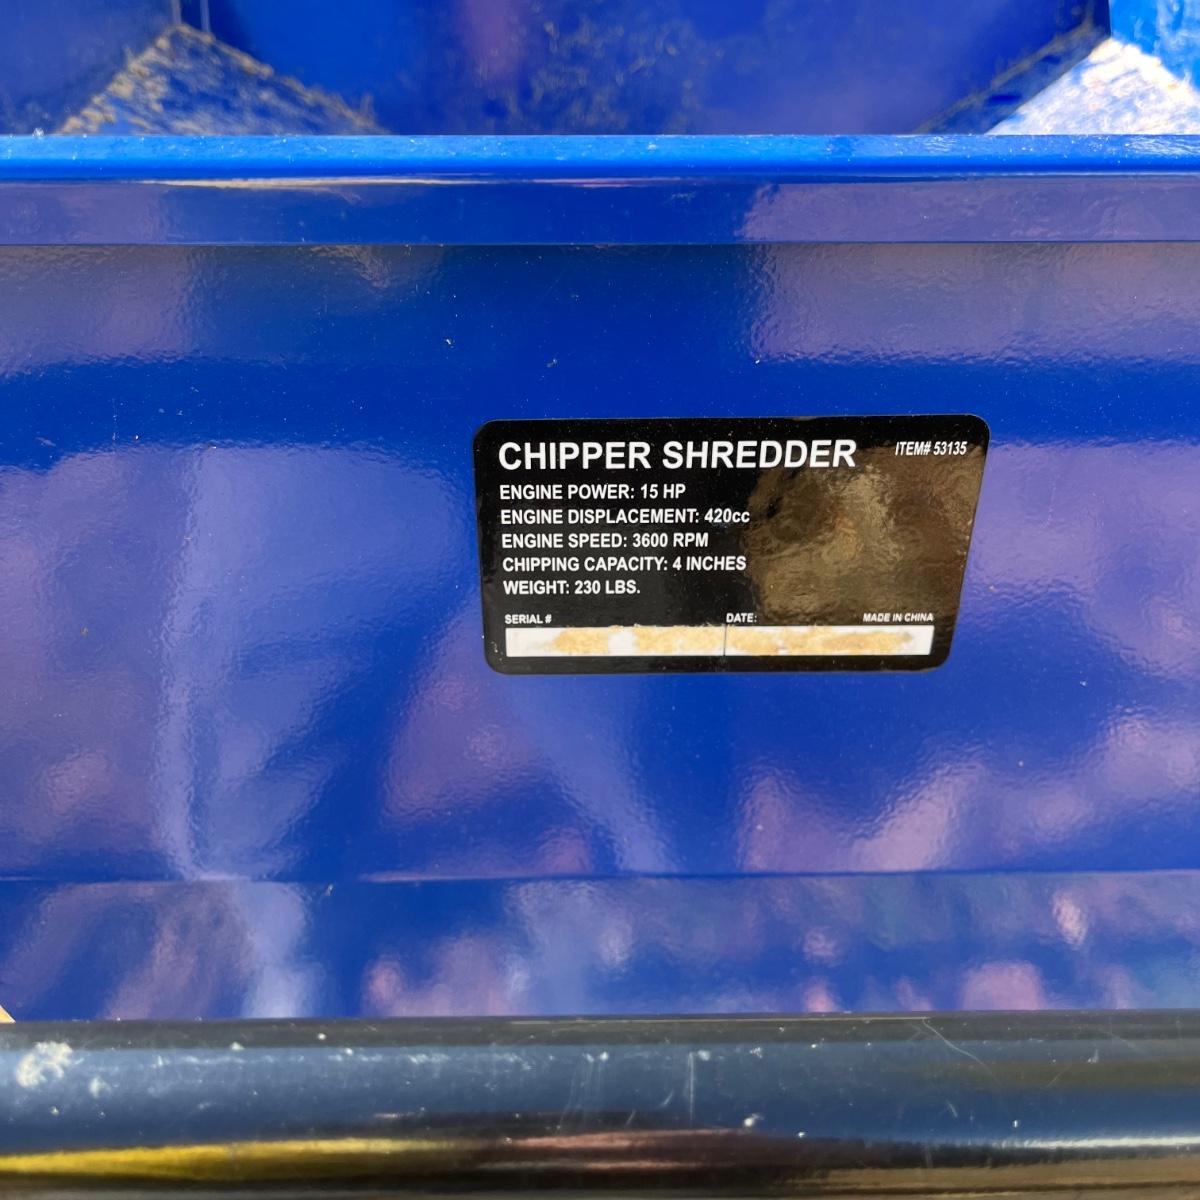 CHIPPER SHREDDER ITEM# 53135
ENGINE POWER: 15 HP
ENGINE DISPLACEMENT: 420cc
ENGINE SPEED: 3600 RPM
CHIPPING CAPACITY: 4 INCHES
WEIGHT: 230 LBS.
SERIAL # DATE: MADE IN CHINA